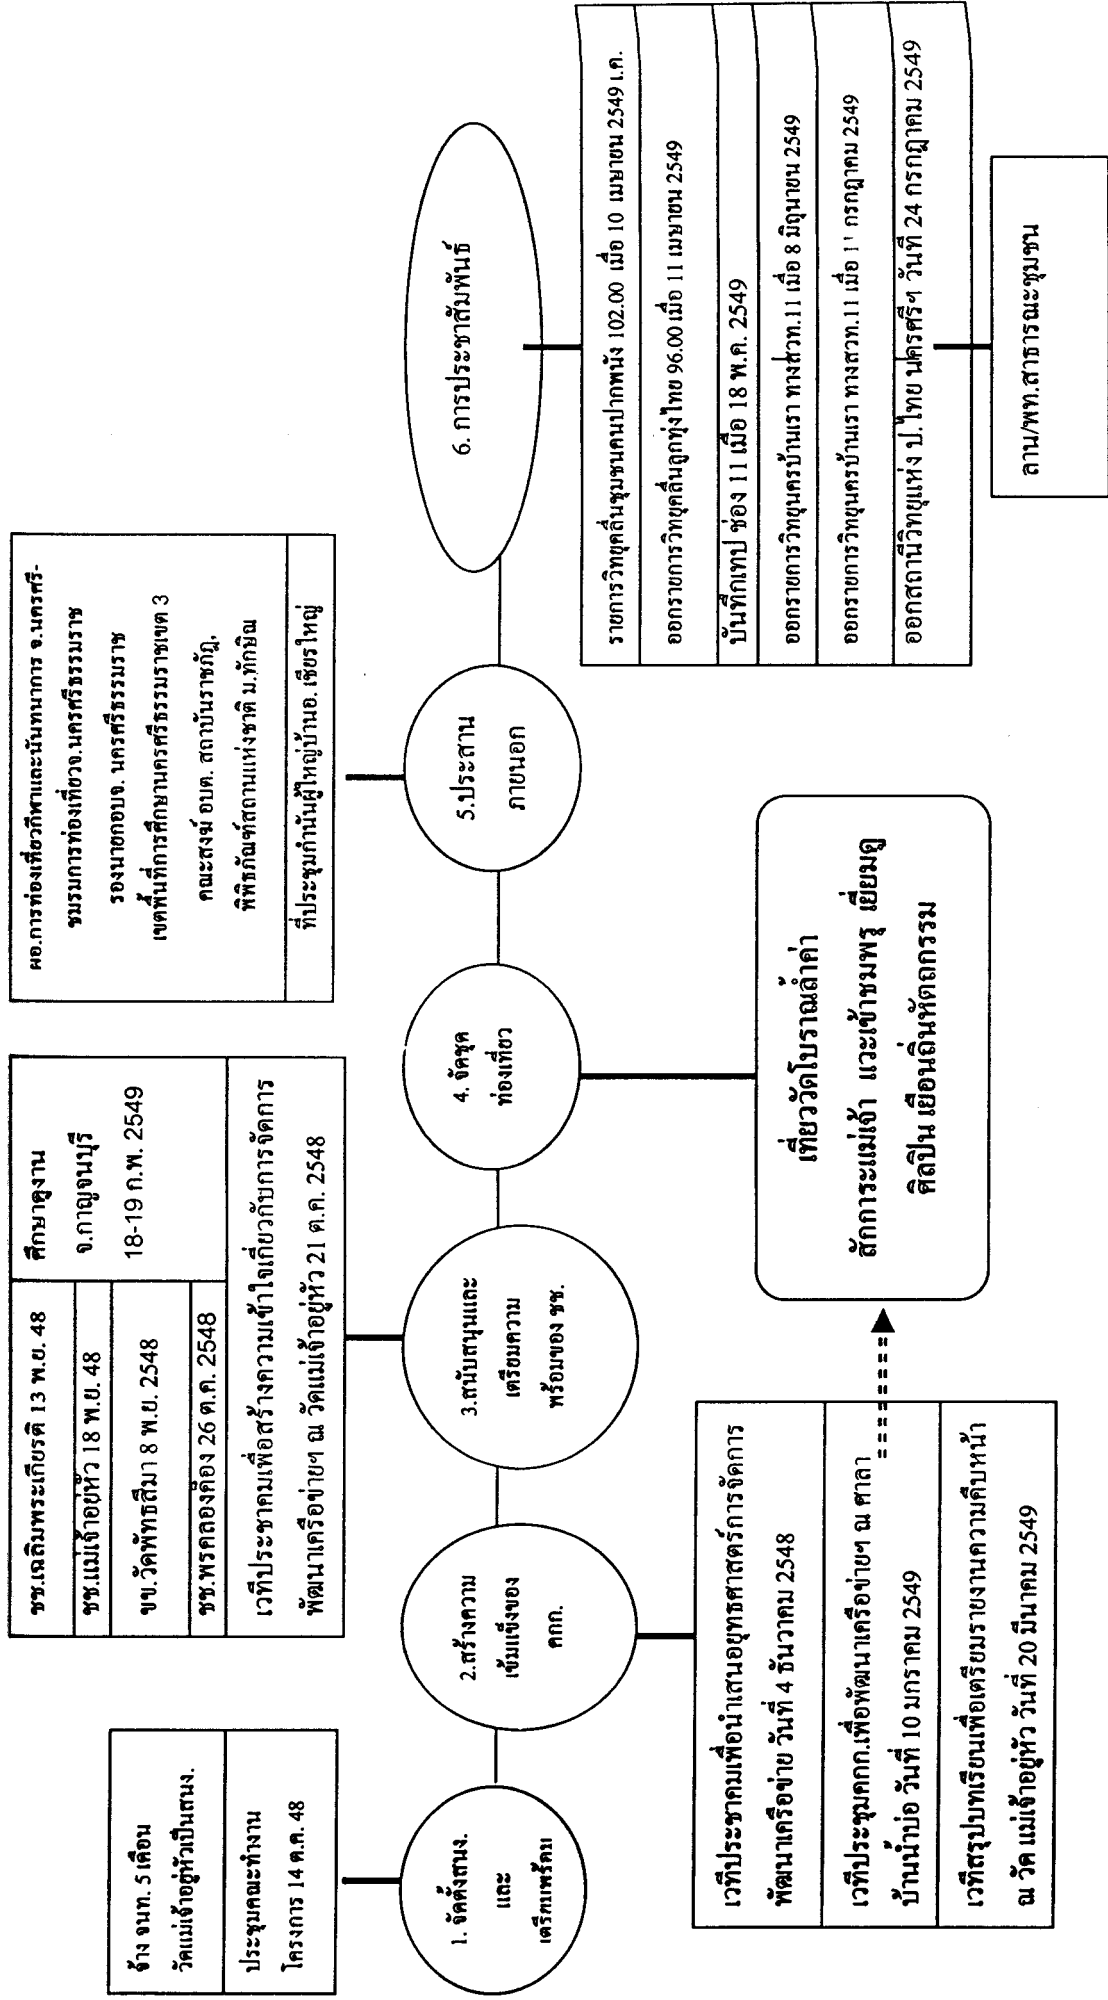 จ้าง จนท. 5 เดือน
วัดแม่เจ้าอยู่หัวเป็นสนง.
ประชุมคณะทำงาน
โครงการ 14 ต.ค. 48
1. จัดตั้งสนง.
และ
เตรียมพร้อม
ชช.เฉลิมพระเกียรติ 13 พ.ย. 48
ชช.แม่เจ้าอยู่หัว 18 พ.ย. 48
ขบ.วัดพัทธสีมา 8 พ.ย. 2548
ชช.พรุคลองค้อง 26 ต.ค. 2548
ศึกษาดูงาน
จ.กาญจนบุรี
18-19 ก.พ. 2549
เวทีประชาคมเพื่อสร้างความเข้าใจเกี่ยวกับการจัดการ
พัฒนาเครือข่ายฯ ณ วัดแม่เจ้าอยู่หัว 21 ต.ค. 2548
2.สร้างความ
เข้มแข็งของ
คกก.
เวทีประชาคมเพื่อนำเสนอยุทธศาสตร์การจัดการ
พัฒนาเครือข่าย วันที่ 4 ธันวาคม 2548
เวทีประชุมคกก.เพื่อพัฒนาเครือข่ายฯ ณ ศาลา
บ้านน้ำบ่อ วันที่ 10 มกราคม 2549
เวทีสรุปบทเรียนเพื่อเตรียมรายงานความคืบหน้า
ณ วัด แม่เจ้าอยู่หัว วันที่ 20 มีนาคม 2549
3.สนับสนุนและ
เตรียมความ
พร้อมของ ชช.
4. จัดชุด
ท่องเที่ยว
เที่ยววัดโบราณล้ำค่า
สักการะแม่เจ้า แวะเข้าชมพรุ เยี่ยมดู
ศิลปิน เยือนถิ่นหัตถกรรม
ผอ.การท่องเที่ยวกีฬาและนันทนาการ จ.นครศรี-
ชมรมการท่องเที่ยวจ.นครศรีธรรมราช
รองนายกอบจ. นครศรีธรรมราช
เขตพื้นที่การศึกษานครศรีธรรมราชเขต 3
คณะสงฆ์ อบต. สถาบันราชภัฏ,
พิพิธภัณฑ์สถานแห่งชาติ ม.ทักษิณ
ที่ประชุมกำนันผู้ใหญ่บ้านอ. เชียรใหญ่
5.ประสาน
ภายนอก
6. การประชาสัมพันธ์
รายการวิทยุคลื่นชุมชนคนปากพนัง 102.00 เมื่อ 10 เมษายน 2549 เ.ค.
ออกรายการวิทยุคลื่นลูกทุ่งไทย 96.00 เมื่อ 11 เมษายน 2549
บันทึกเทป ช่อง 11 เมื่อ 18 พ.ค. 2549
ออกรายการวิทยุนครบ้านเรา ทางสวท.11 เมื่อ 8 มิถุนายน 2549
ออกรายการวิทยุนครบ้านเรา ทางสวท.11 เมื่อ กรกฎาคม 2549
ออกสถานีวิทยุแห่ง ป. ไทย นครศรีฯ วันที่ 24 กรกฎาคม 2549
ลาน/พท.สาธารณะชุมชน